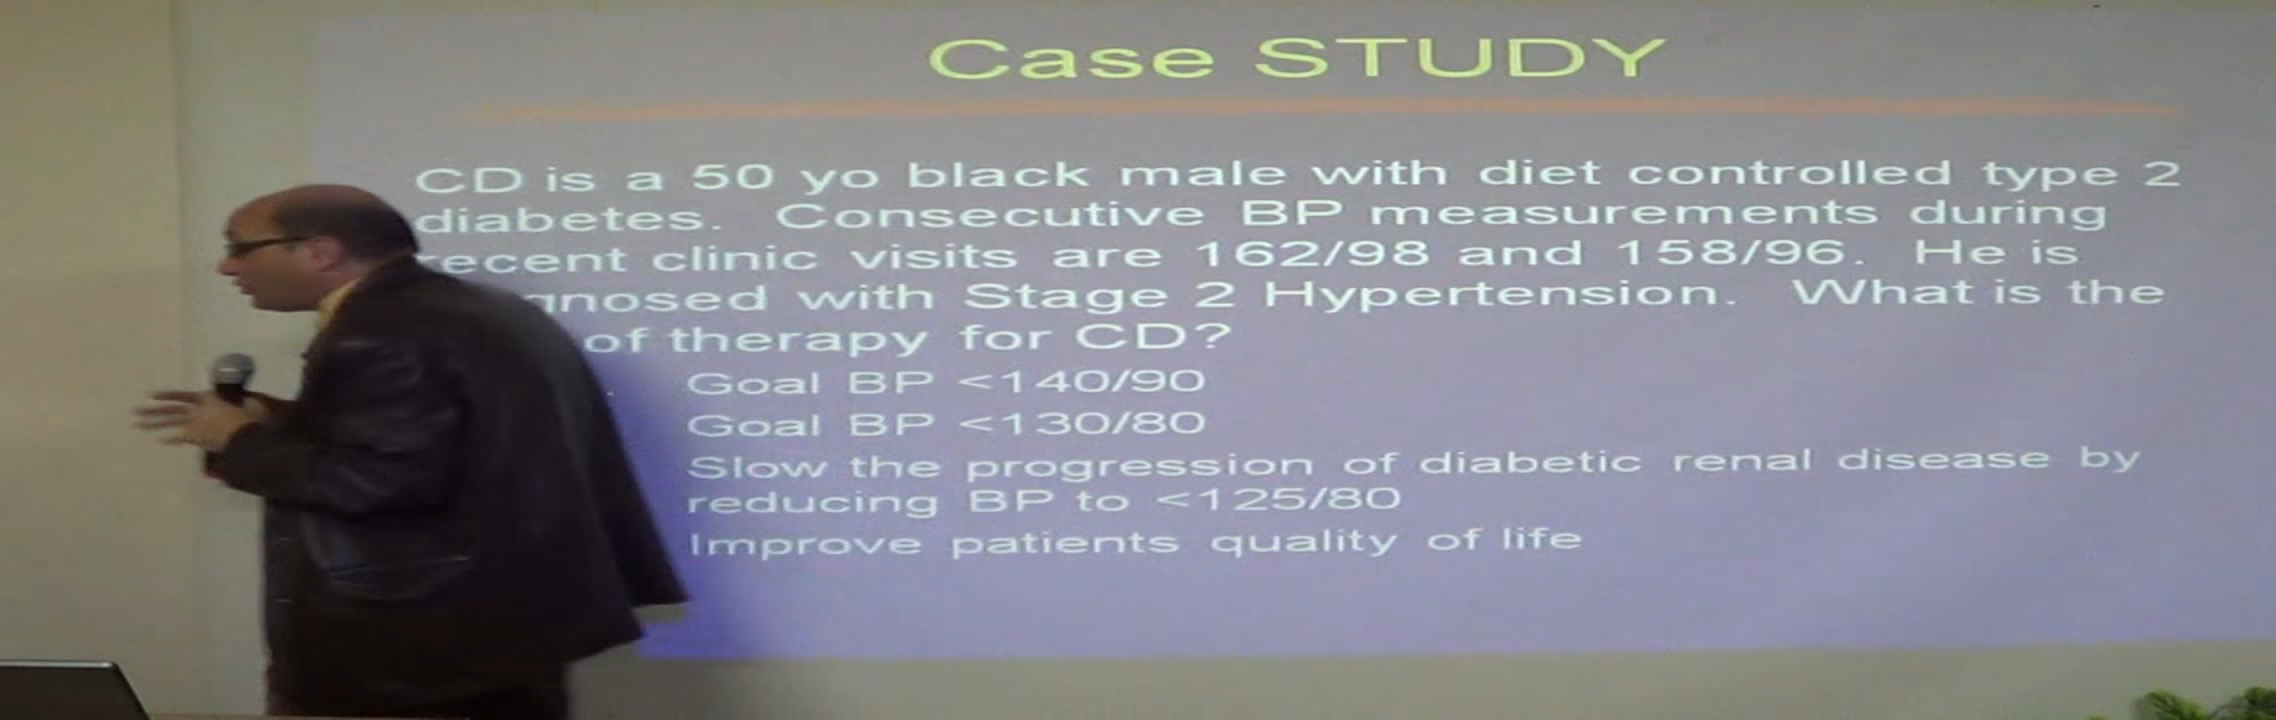 Case STUDY
CD is a 50 yo black male with diet controlled type 2
diabetes. Consecutive BP measurements during
recent clinic visits are 162/98 and 158/96. He is
with Stage 2 Hypertension. What is the
of therapy for CD?
Goal BP <140/90
Goal BP <130/80
Slow the progression of diabetic renal disease by
reducing BP to <125/80
Improve patients quality of life